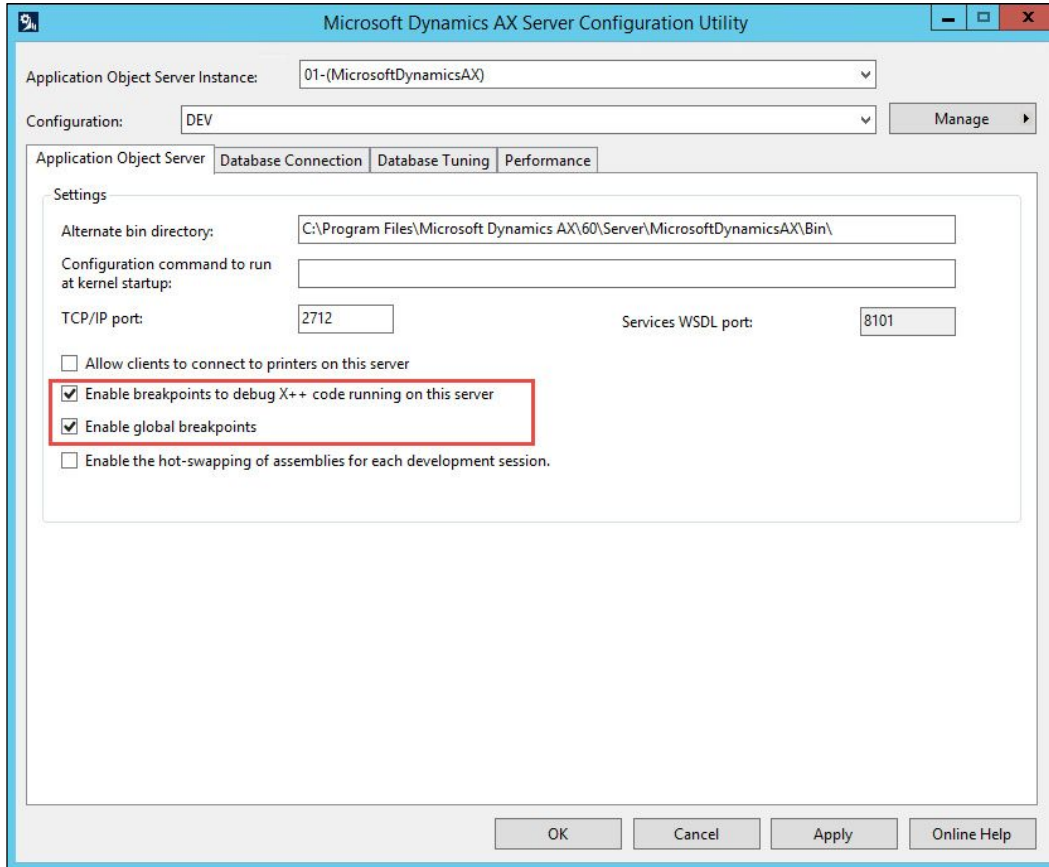 Microsoft Dynamics AX Server Configuration Utility
Application Object Server Instance: 01-(MicrosoftDynamicsAX)
Configuration: DEV Manage
Application Object Server Database Connection Database Tuning Performance
Settings
Alternate bin directory: C:\Program Files\Microsoft Dynamics AX\60\Server\MicrosoftDynamicsAX\Bin\
Configuration command to run
at kernel startup:
TCP/IP port: 2712 Services WSDL port: 8101
Allow clients to connect to printers on this server
Enable breakpoints to debug X++ code running on this server
Enable global breakpoints
Enable the hot-swapping of assemblies for each development session.
OK Cancel Apply Online Help